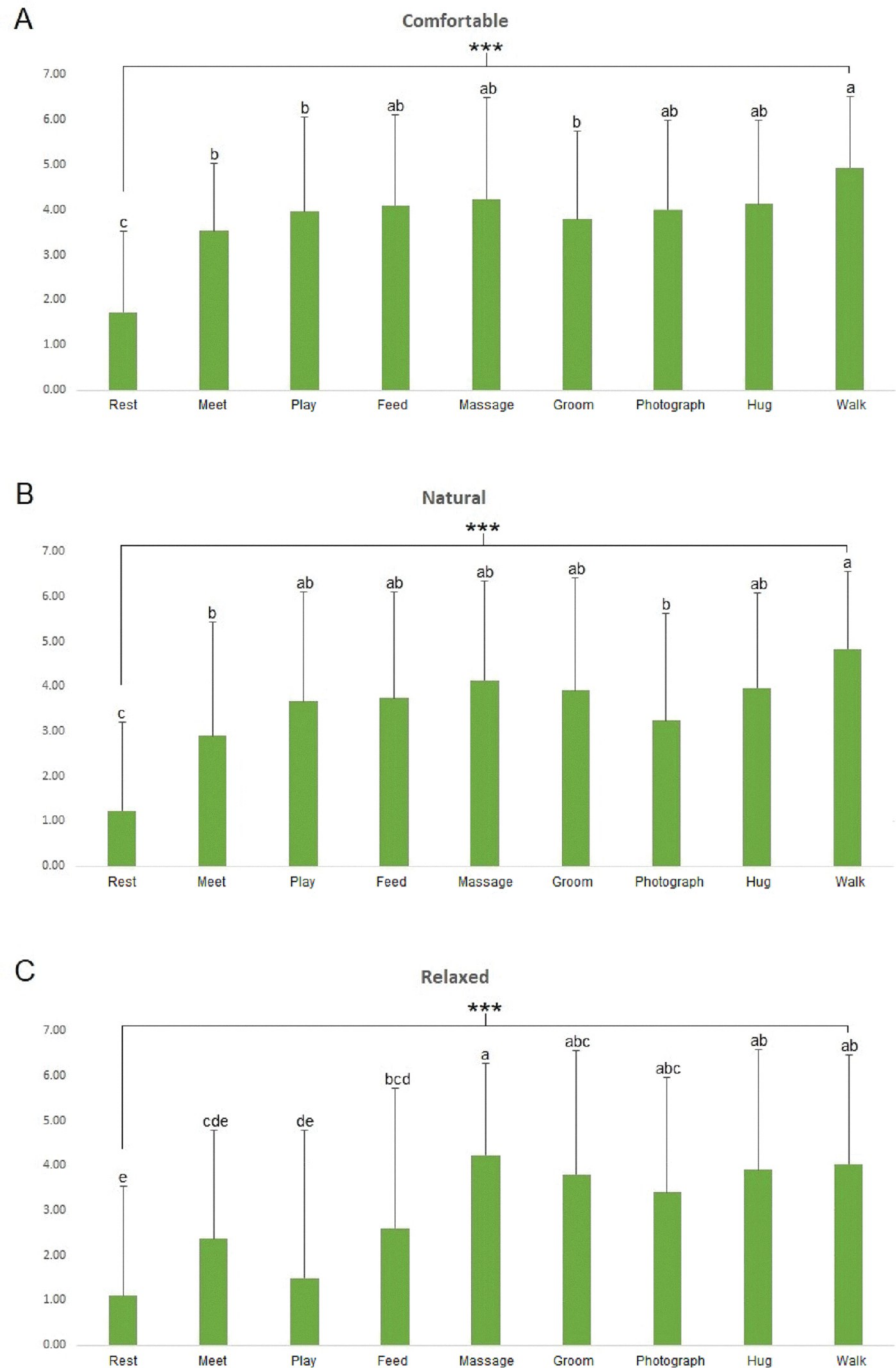 A
Comfortable
***
7.00
6.00
5.00
4.00
3.00
2.00
1.00
0.00
c b b ab ab b ab ab a
Rest Meet Play Feed Massage Groom Photograph Hug Walk
B
Natural
***
7.00
6.00
5.00
4.00
3.00
2.00
1.00
0.00
c b ab ab ab ab b ab a
Rest Meet Play Feed Massage Groom Photograph Hug Walk
C
Relaxed
***
7.00
6.00
5.00
4.00
3.00
2.00
1.00
0.00
e cde de bcd a abc abc ab ab
Rest Meet Play Feed Massage Groom Photograph Hug Walk